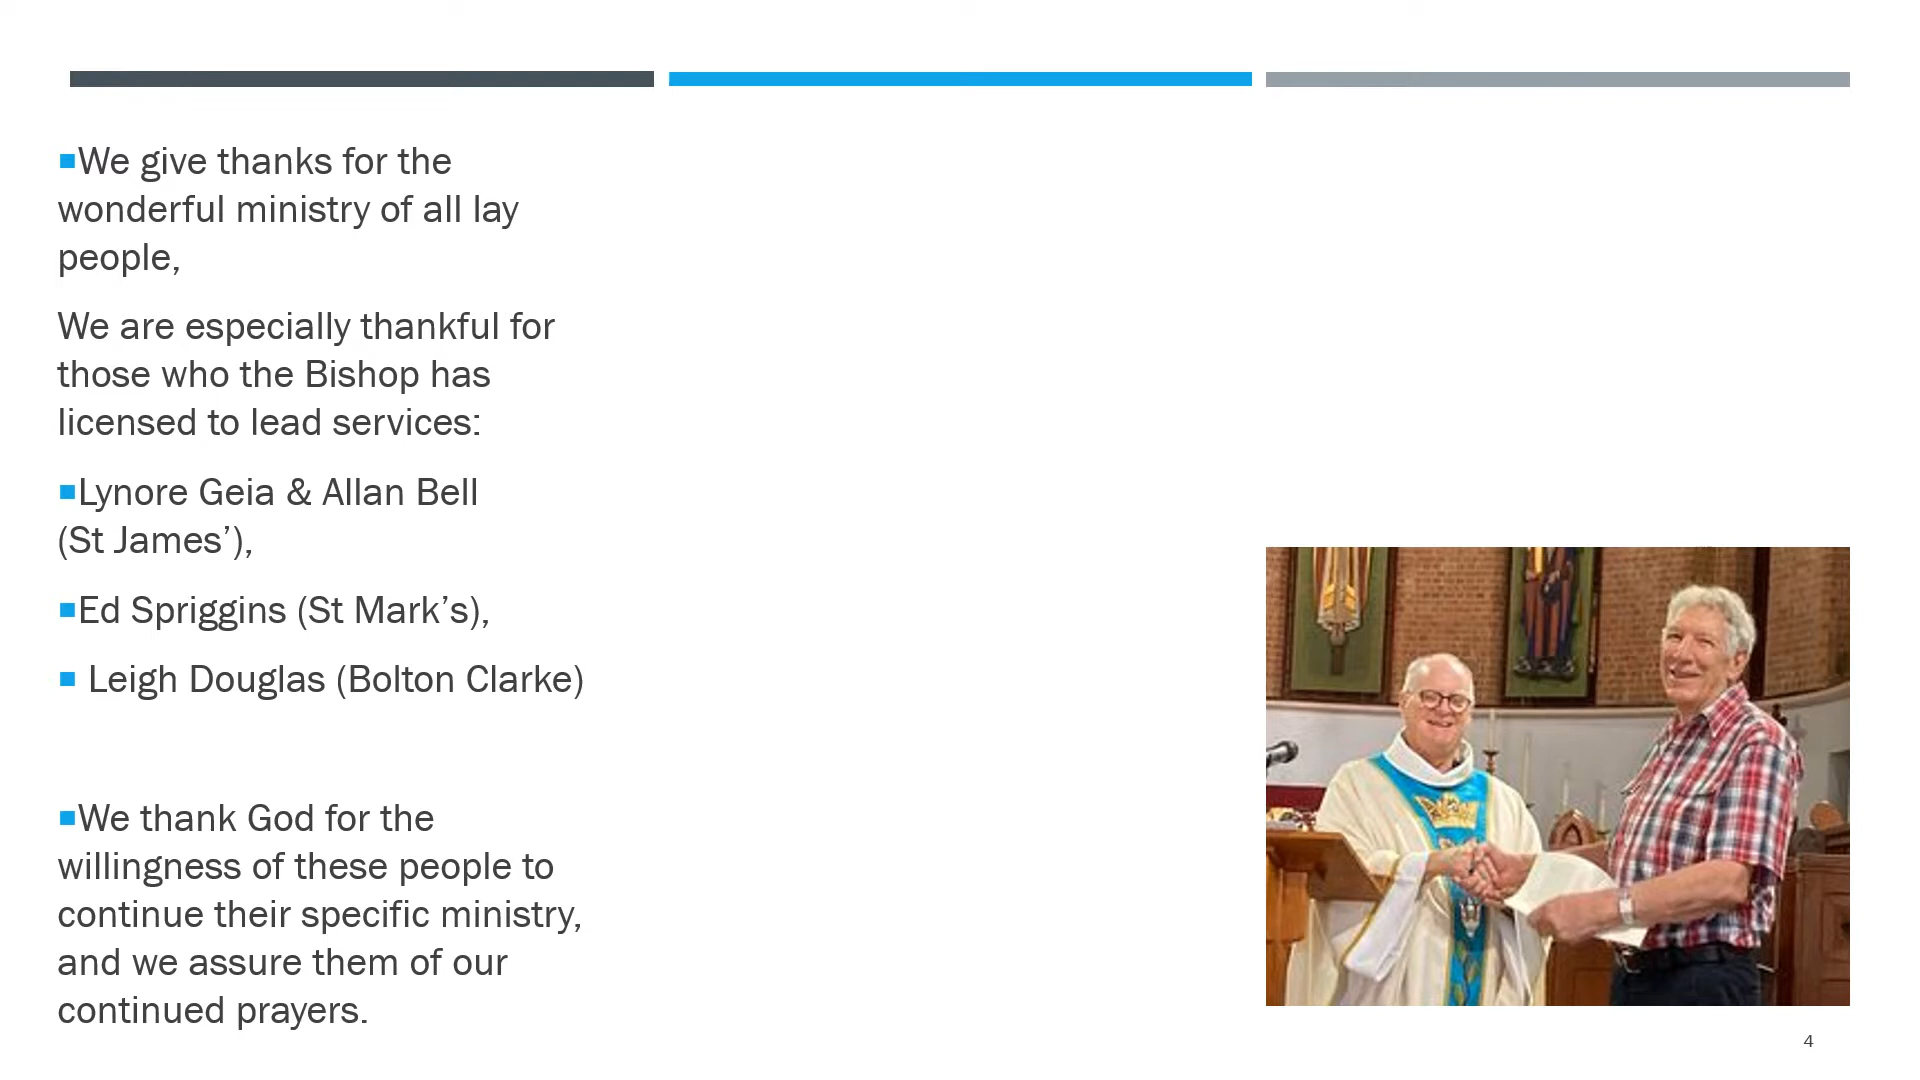 We give thanks for the
wonderful ministry of all lay
people,
We are especially thankful for
those who the Bishop has
licensed to lead services:
Lynore Geia & Allan Bell
(St James’),
Ed Spriggins (St Mark’s),
Leigh Douglas (Bolton Clarke)
We thank God for the
willingness of these people to
continue their specific ministry,
and we assure them of our
continued prayers.
4